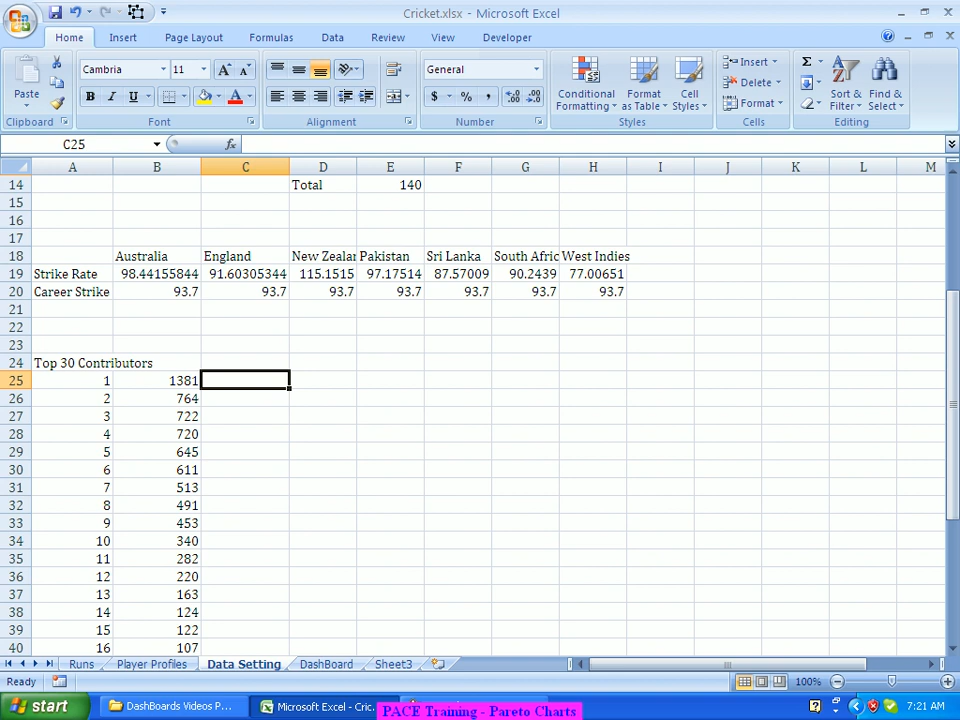 Cricket.xlsx - Microsoft Excel
Home Insert Page Layout Formulas Data Review View Developer
Paste Cambria 11 General Conditional Formatting Format as Table Cell Styles Insert Delete Format Sort & Filter Find & Select
Clipboard Font Alignment Number Styles Cells Editing
C25 fx
A B C D E F G H I J K L M
14 Total 140
15
16
17
18 Australia England New Zealan Pakistan Sri Lanka South Afric West Indies
19 Strike Rate 98.44155844 91.60305344 115.1515 97.17514 87.57009 90.2439 77.00651
20 Career Strike 93.7 93.7 93.7 93.7 93.7 93.7 93.7
21
22
23
24 Top 30 Contributors
25 1 1381
26 2 764
27 3 722
28 4 720
29 5 645
30 6 611
31 7 513
32 8 491
33 9 453
34 10 340
35 11 282
36 12 220
37 13 163
38 14 124
39 15 122
40 16 107
Runs Player Profiles Data Setting DashBoard Sheet3
Ready 100%
start DashBoards Videos P... Microsoft Excel - Cric... 7:21 AM
PACE Training - Pareto Charts